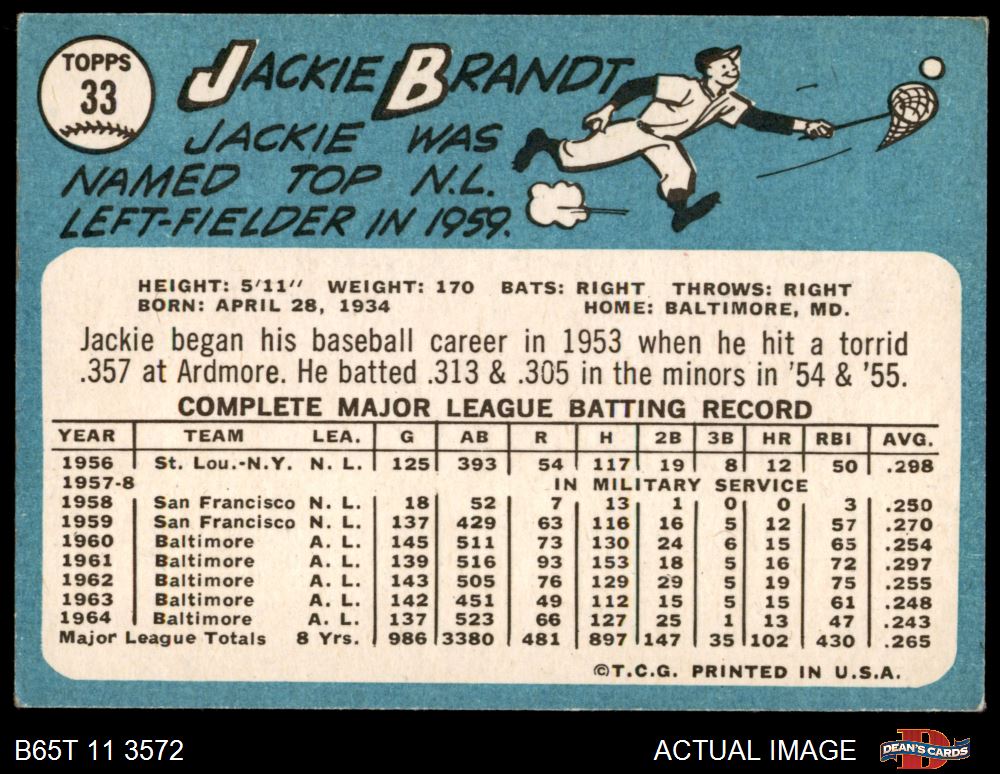 TOPPS
33
JACKIE BRANDT
JACKIE WAS
NAMED TOP N.L.
LEFT-FIELDER IN 1959.
HEIGHT: 5'11" WEIGHT: 170 BATS: RIGHT THROWS: RIGHT
BORN: APRIL 28, 1934 HOME: BALTIMORE, MD.
Jackie began his baseball career in 1953 when he hit a torrid
.357 at Ardmore. He batted .313 & .305 in the minors in '54 & '55.
COMPLETE MAJOR LEAGUE BATTING RECORD
YEAR TEAM LEA. G AB R H 2B 3B HR RBI AVG.
1956 St. Lou.-N.Y. N. L. 125 393 54 117 19 8 12 50 .298
1957-8 IN MILITARY SERVICE
1958 San Francisco N. L. 18 52 7 13 1 0 0 3 .250
1959 San Francisco N. L. 137 429 63 116 16 5 12 57 .270
1960 Baltimore A. L. 145 511 73 130 24 6 15 65 .254
1961 Baltimore A. L. 139 516 93 153 18 5 16 72 .297
1962 Baltimore A. L. 143 505 76 129 29 5 19 75 .255
1963 Baltimore A. L. 142 451 49 112 15 5 15 61 .248
1964 Baltimore A. L. 137 523 66 127 25 1 13 47 .243
Major League Totals 8 Yrs. 986 3380 481 897 147 35 102 430 .265
©T.C.G. PRINTED IN U.S.A.
B65T 11 3572 ACTUAL IMAGE DEAN'S CARDS